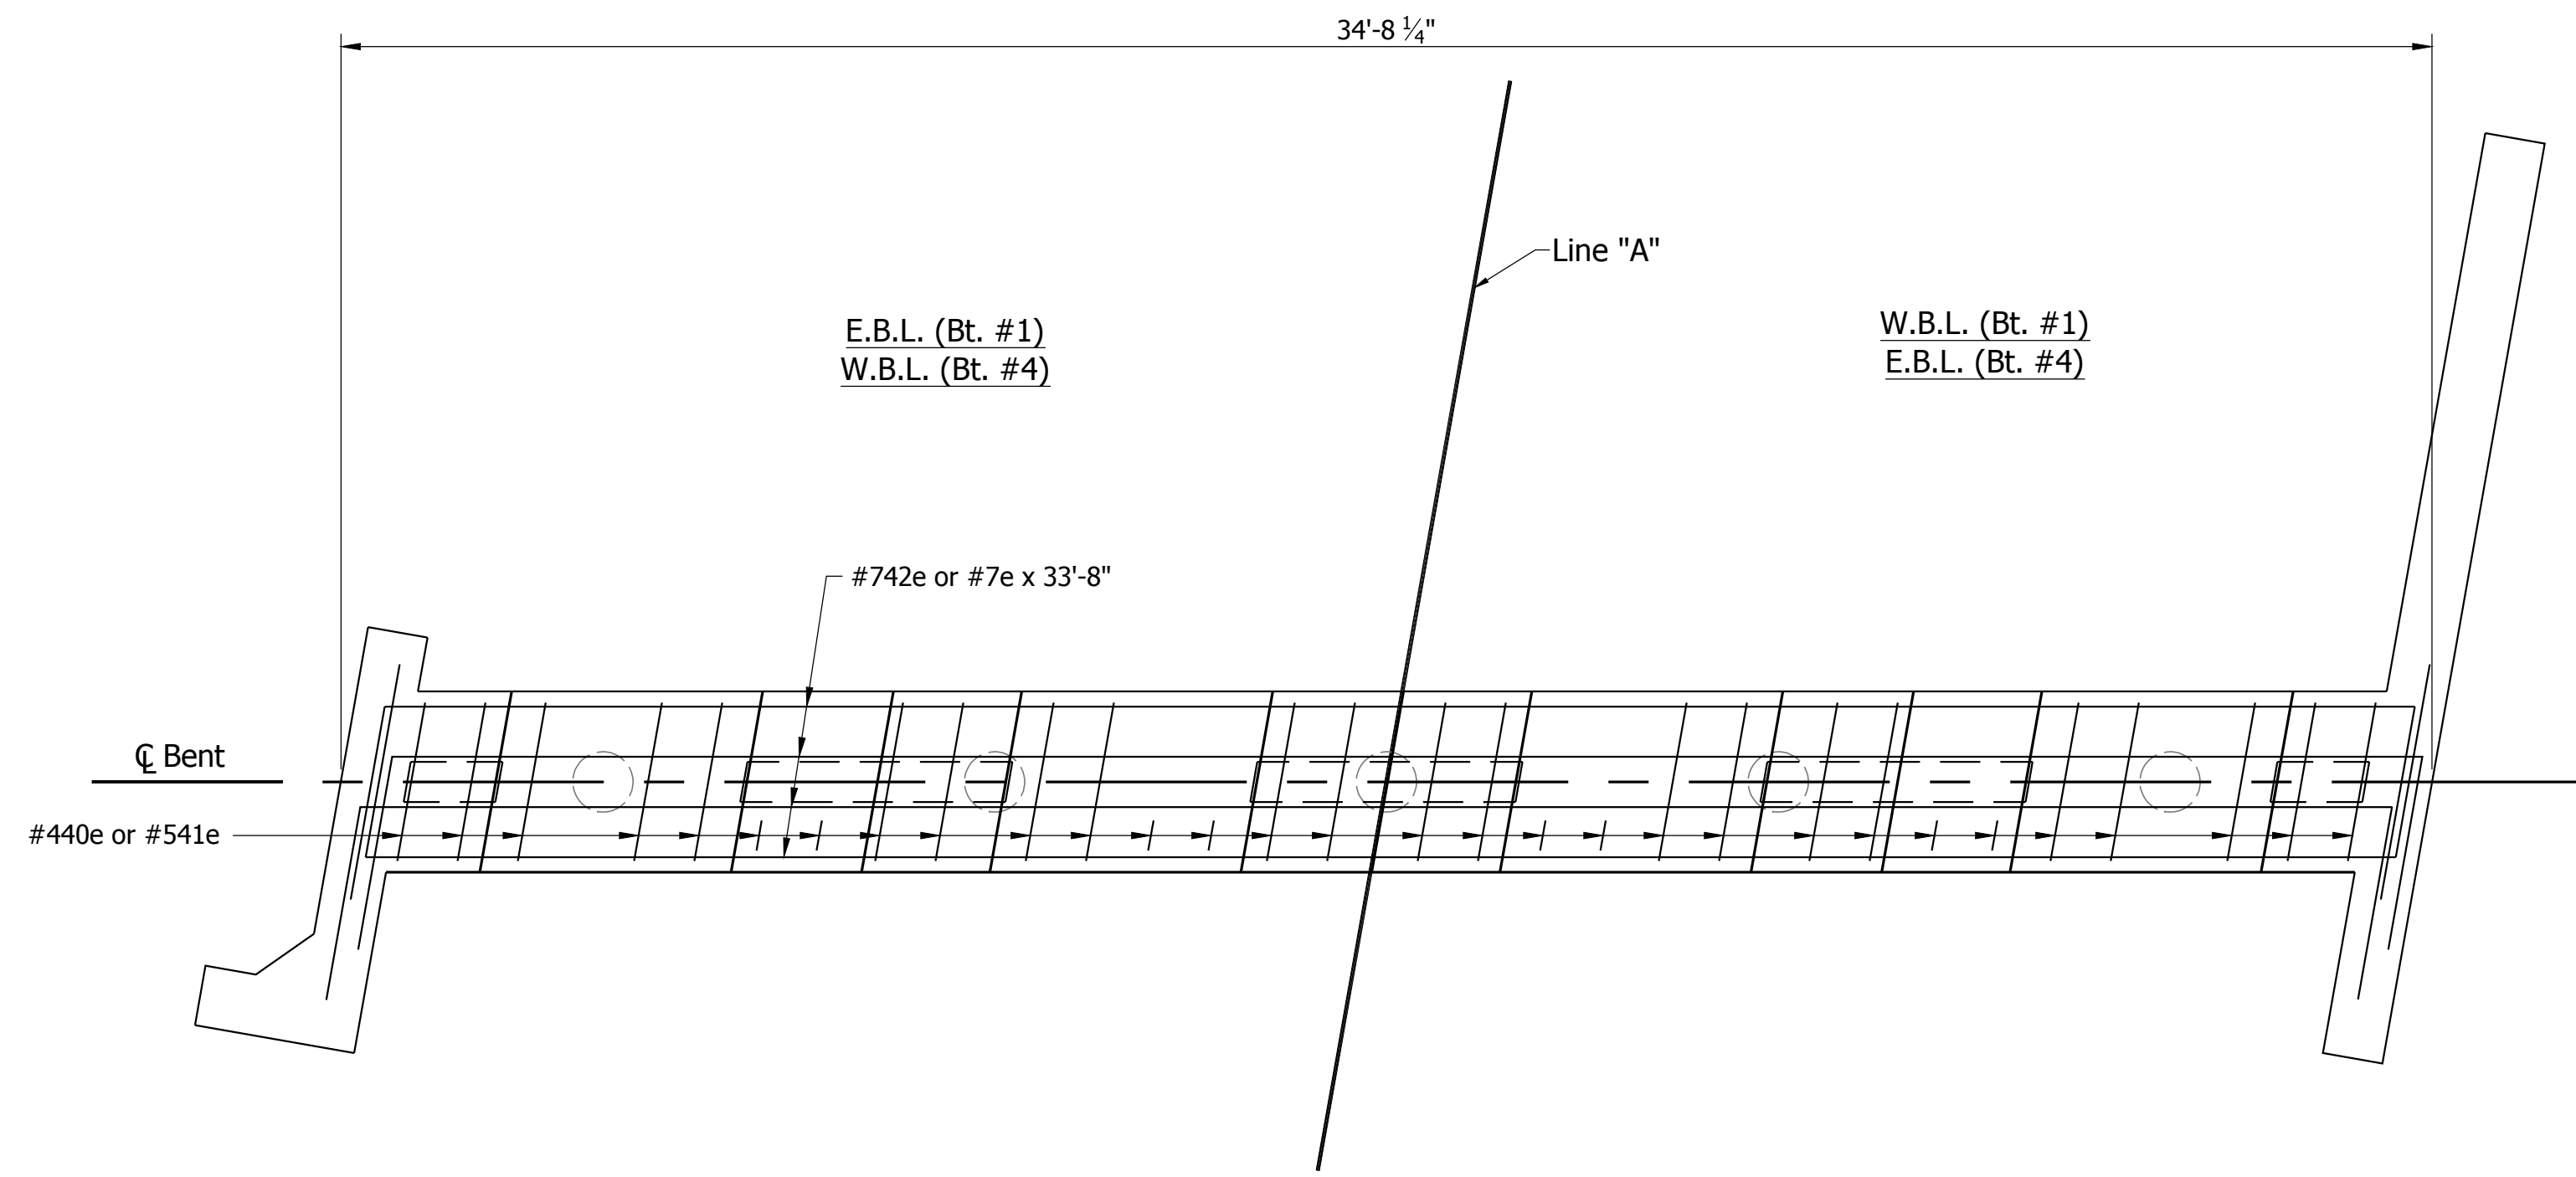 34'-8 ¼"
Line "A"
E.B.L. (Bt. #1)
W.B.L. (Bt. #4)
W.B.L. (Bt. #1)
E.B.L. (Bt. #4)
#742e or #7e x 33'-8"
℄ Bent
#440e or #541e